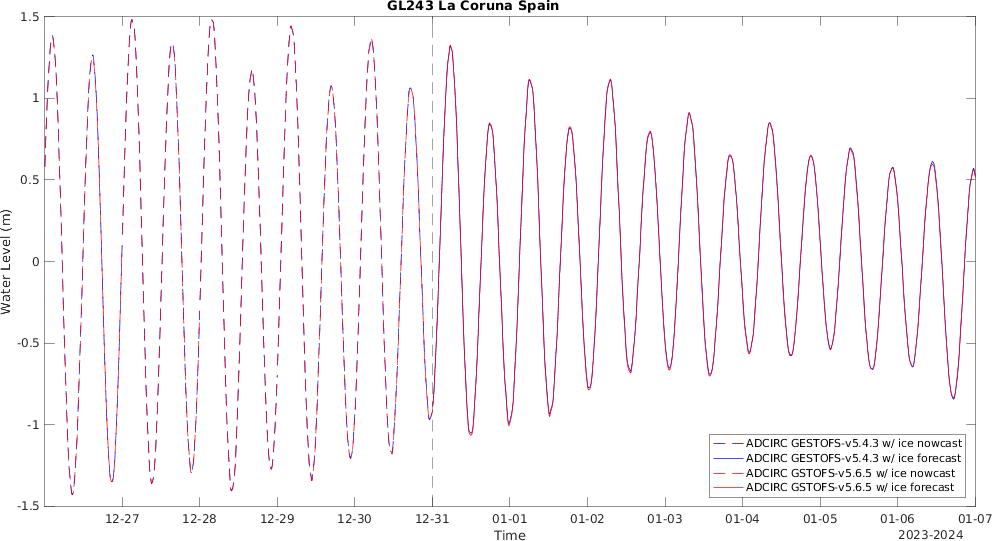 GL243 La Coruna Spain
1.5
1
0.5
0
-0.5
-1
-1.5
Water Level (m)
ADCIRC GESTOFS-v5.4.3 w/ ice nowcast
ADCIRC GESTOFS-v5.4.3 w/ ice forecast
ADCIRC GSTOFS-v5.6.5 w/ ice nowcast
ADCIRC GSTOFS-v5.6.5 w/ ice forecast
12-27 12-28 12-29 12-30 12-31 01-01 01-02 01-03 01-04 01-05 01-06 01-07
Time
2023-2024